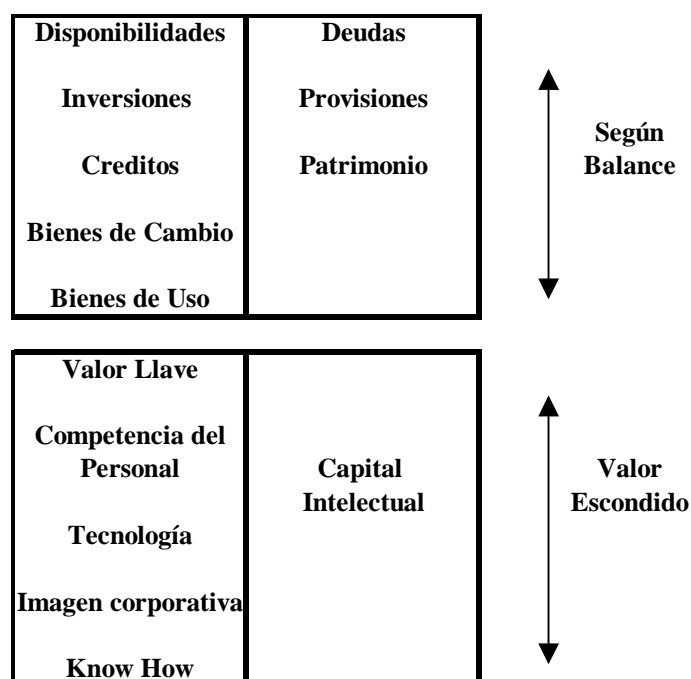 Disponibilidades
Inversiones
Creditos
Bienes de Cambio
Bienes de Uso
Deudas
Provisiones
Patrimonio
Según
Balance
Valor Llave
Competencia del
Personal
Tecnología
Imagen corporativa
Know How
Capital
Intelectual
Valor
Escondido